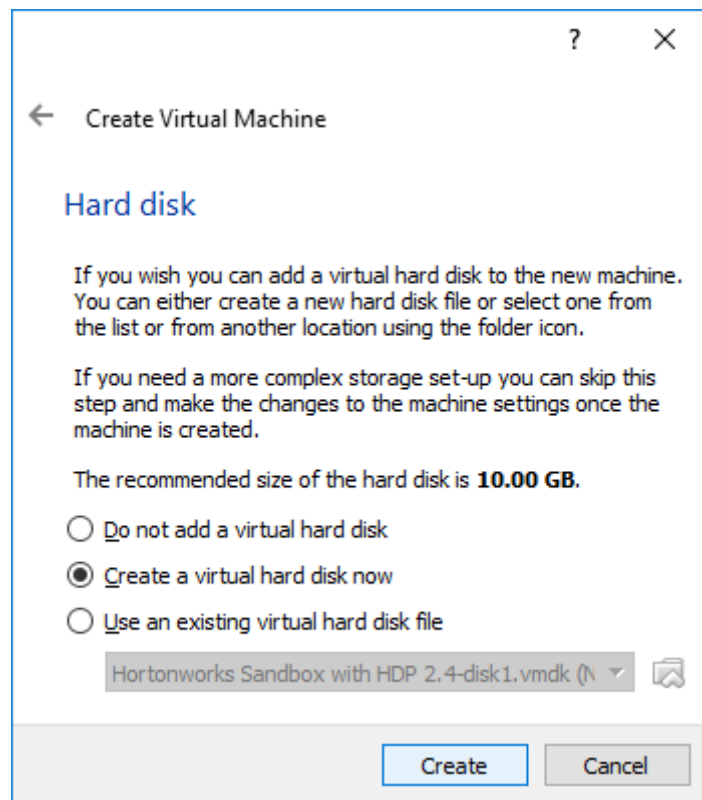 ?
Create Virtual Machine
Hard disk
If you wish you can add a virtual hard disk to the new machine.
You can either create a new hard disk file or select one from
the list or from another location using the folder icon.
If you need a more complex storage set-up you can skip this
step and make the changes to the machine settings once the
machine is created.
The recommended size of the hard disk is 10.00 GB.
Do not add a virtual hard disk
Create a virtual hard disk now
Use an existing virtual hard disk file
Hortonworks Sandbox with HDP 2.4-disk1.vmdk (N
Create Cancel